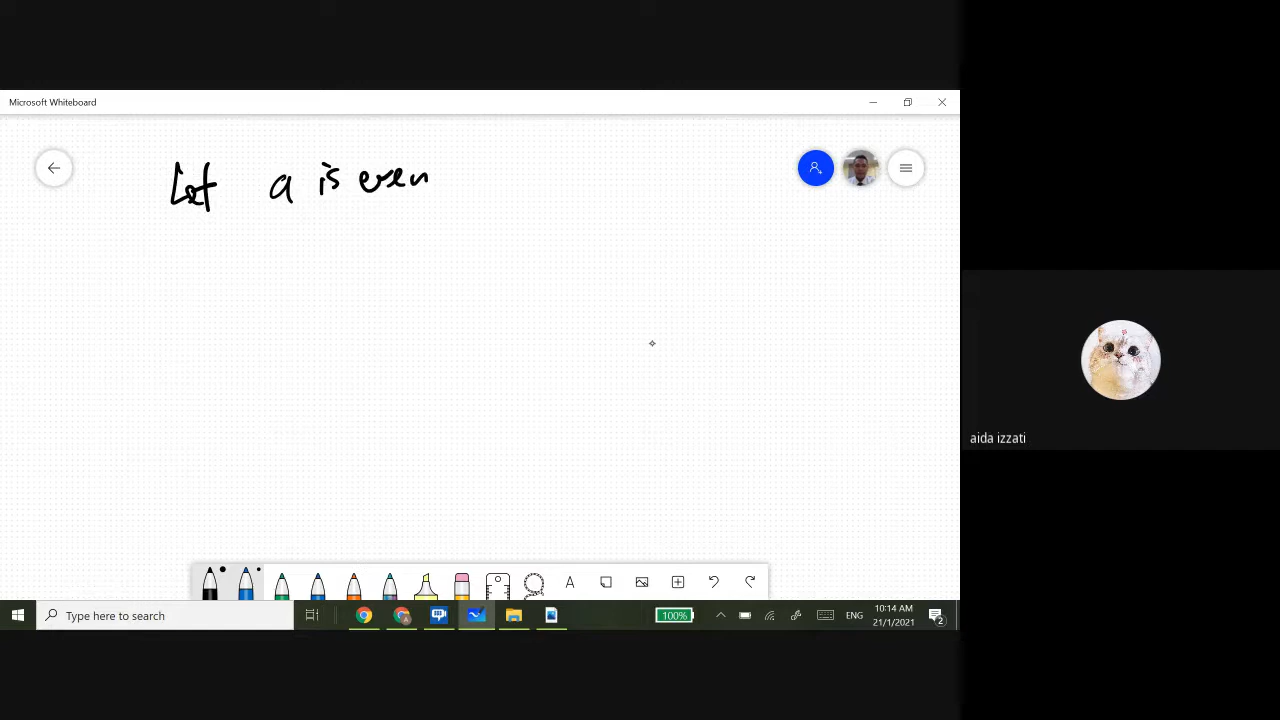 Microsoft Whiteboard
Let a is even
aida izzati
A
Type here to search
100%
ENG
10:14 AM
21/1/2021
2